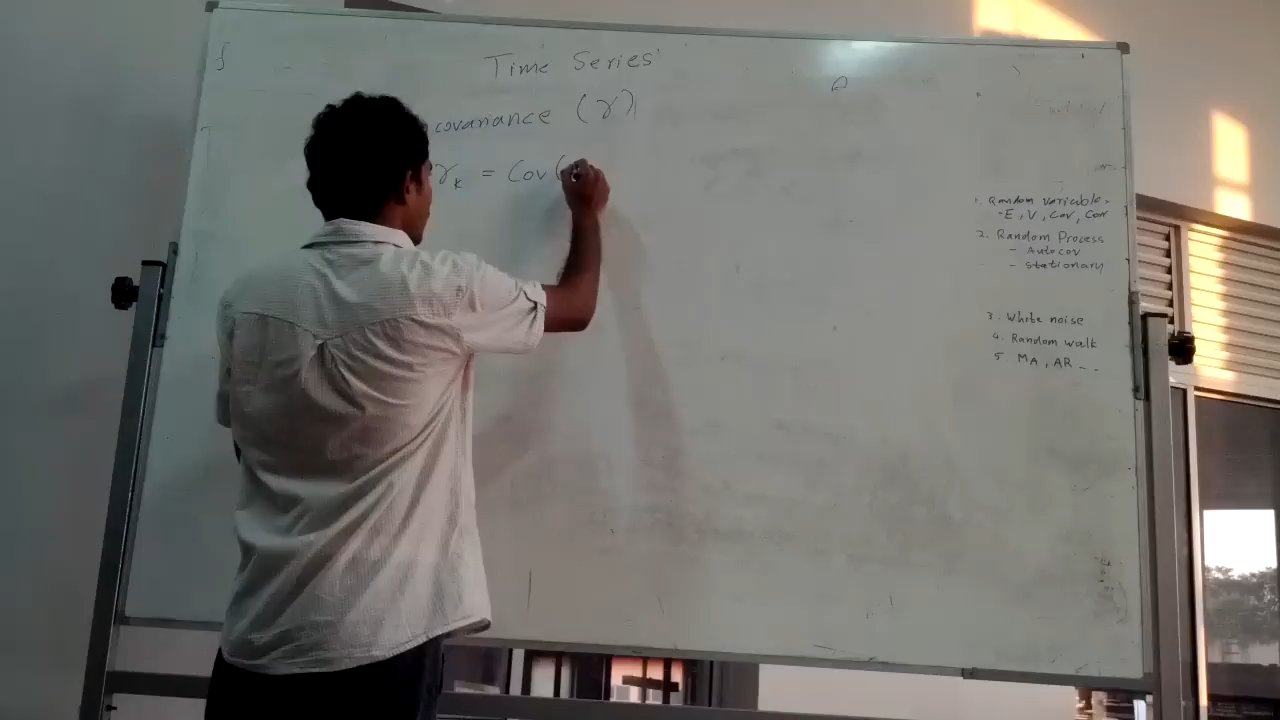 Time Series
covariance (γ)
γk = Cov(
1. Random variable
- E, V, Cov, Corr
2. Random Process
- Autocov
- stationary
3. White noise
4. Random walk
5. MA, AR - -